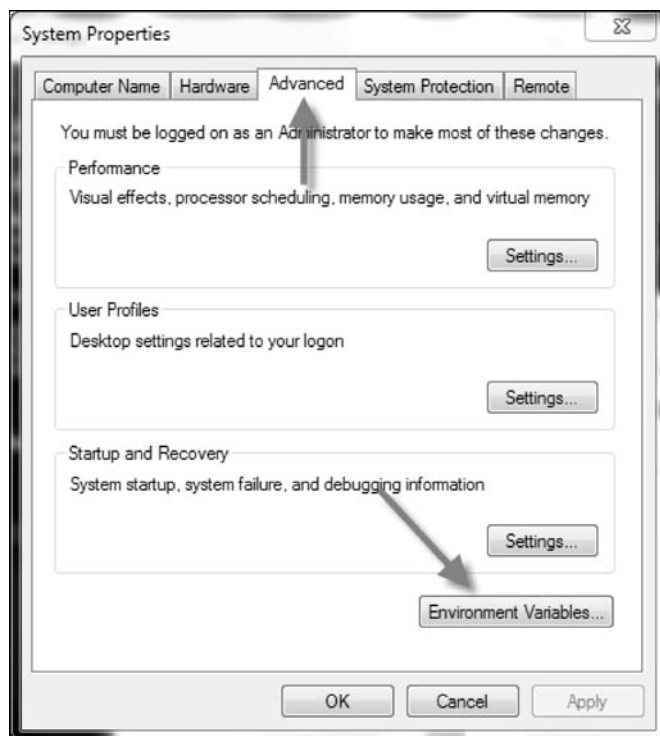 System Properties
Computer Name Hardware Advanced System Protection Remote
You must be logged on as an Administrator to make most of these changes.
Performance
Visual effects, processor scheduling, memory usage, and virtual memory
Settings...
User Profiles
Desktop settings related to your logon
Settings...
Startup and Recovery
System startup, system failure, and debugging information
Settings...
Environment Variables...
OK Cancel Apply